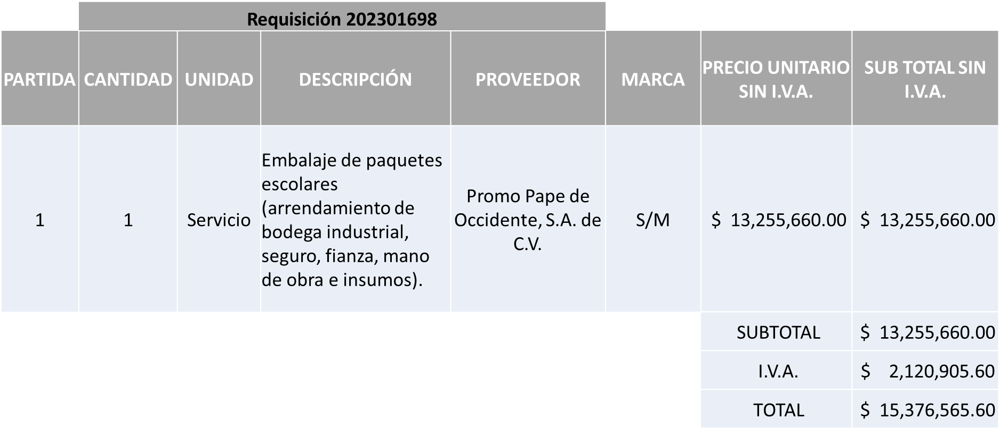 Requisición 202301698
PARTIDA CANTIDAD UNIDAD DESCRIPCIÓN PROVEEDOR MARCA PRECIO UNITARIO SIN I.V.A. SUB TOTAL SIN I.V.A.
1
1
Servicio
Embalaje de paquetes
escolares
(arrendamiento de
bodega industrial,
seguro, fianza, mano
de obra e insumos).
Promo Pape de
Occidente, S.A. de
C.V.
S/M
$ 13,255,660.00
$ 13,255,660.00
SUBTOTAL $ 13,255,660.00
I.V.A. $ 2,120,905.60
TOTAL $ 15,376,565.60